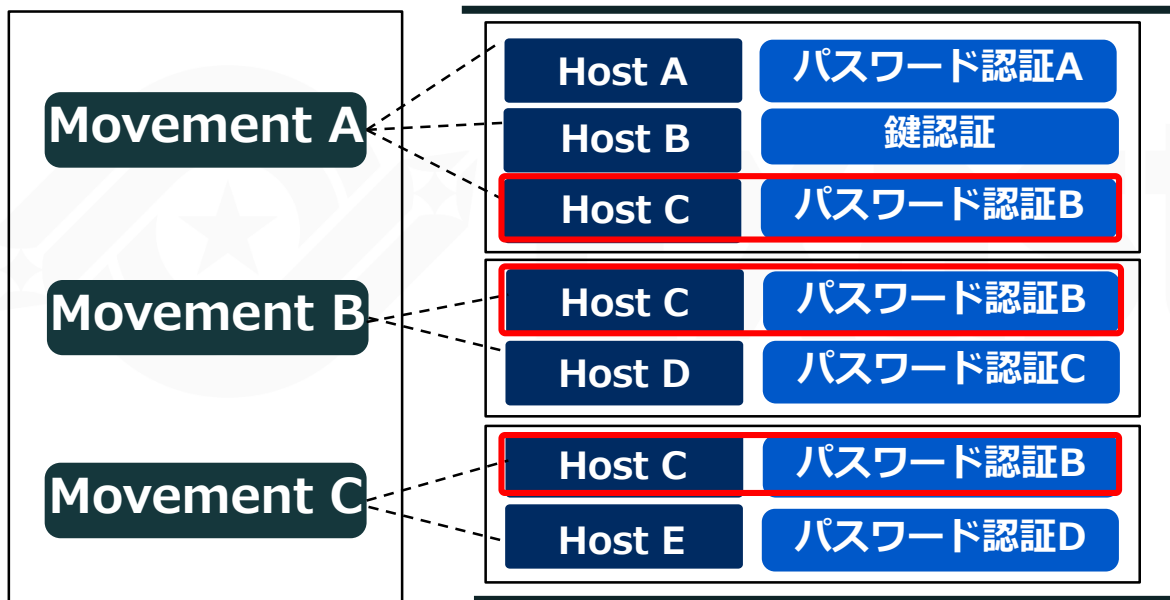 Movement A
Host A パスワード認証A
Host B 鍵認証
Host C パスワード認証B
Movement B
Host C パスワード認証B
Host D パスワード認証C
Movement C
Host C パスワード認証B
Host E パスワード認証D